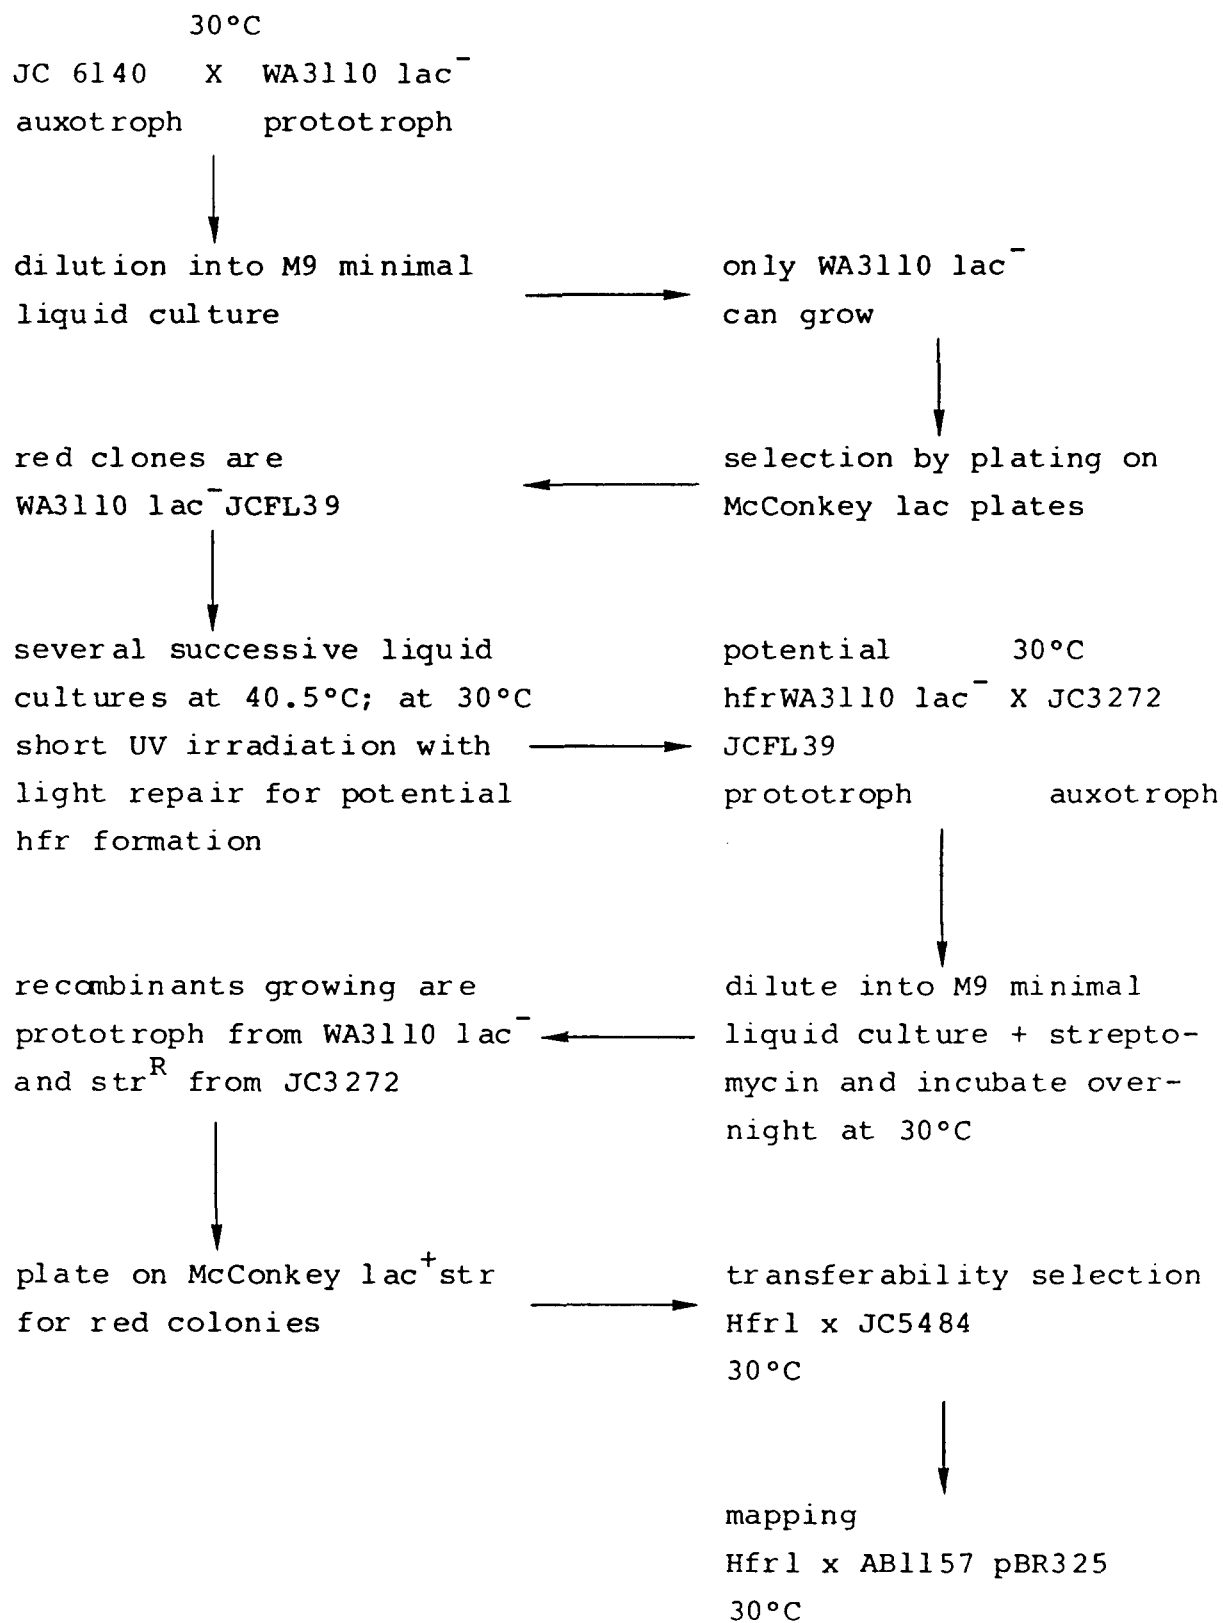 30°C
JC 6140 X WA3110 lac⁻
auxotroph prototroph
dilution into M9 minimal
liquid culture
only WA3110 lac⁻
can grow
selection by plating on
McConkey lac plates
red clones are
WA3110 lac⁻JCFL39
several successive liquid
cultures at 40.5°C; at 30°C
short UV irradiation with
light repair for potential
hfr formation
potential 30°C
hfrWA3110 lac⁻ X JC3272
JCFL39
prototroph auxotroph
dilute into M9 minimal
liquid culture + strepto-
mycin and incubate over-
night at 30°C
recombinants growing are
prototroph from WA3110 lac⁻
and strᴿ from JC3272
plate on McConkey lac⁺str
for red colonies
transferability selection
Hfr1 x JC5484
30°C
mapping
Hfr1 x AB1157 pBR325
30°C